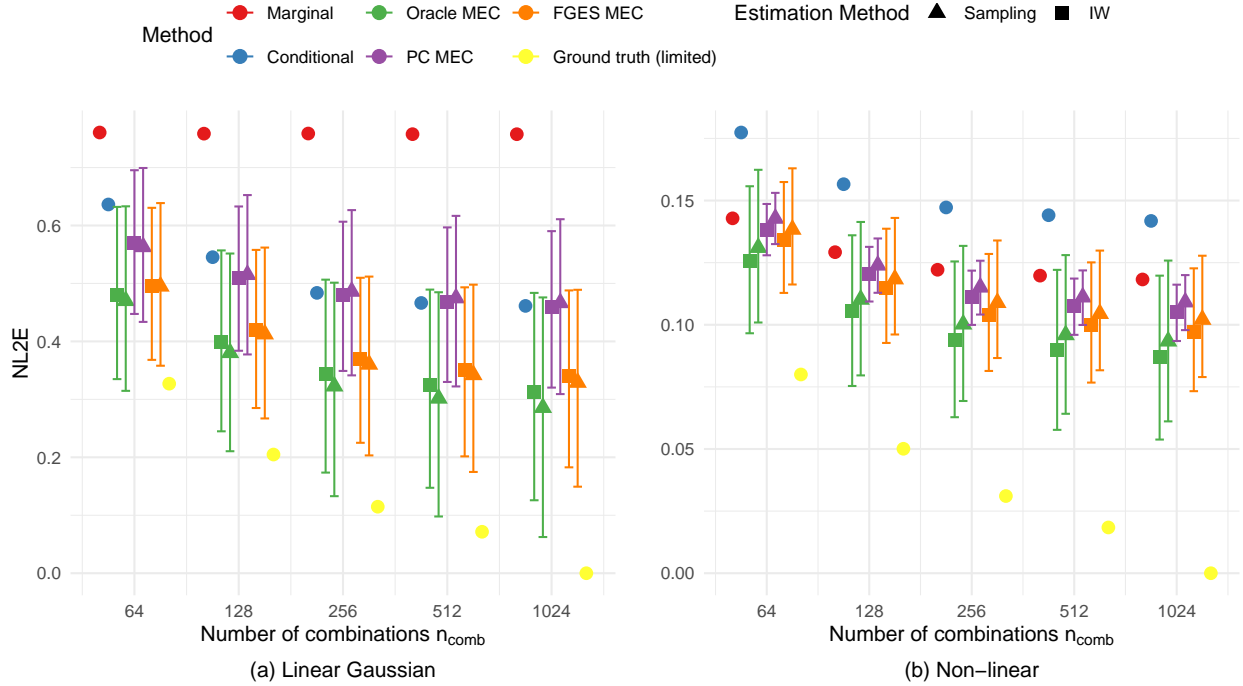 Method
Marginal
Oracle MEC
FGES MEC
Conditional
PC MEC
Ground truth (limited)
Estimation Method
Sampling
IW
NL2E
0.6
0.4
0.2
0.0
64
128
256
512
1024
Number of combinations n_comb
(a) Linear Gaussian
0.15
0.10
0.05
0.00
64
128
256
512
1024
Number of combinations n_comb
(b) Non−linear